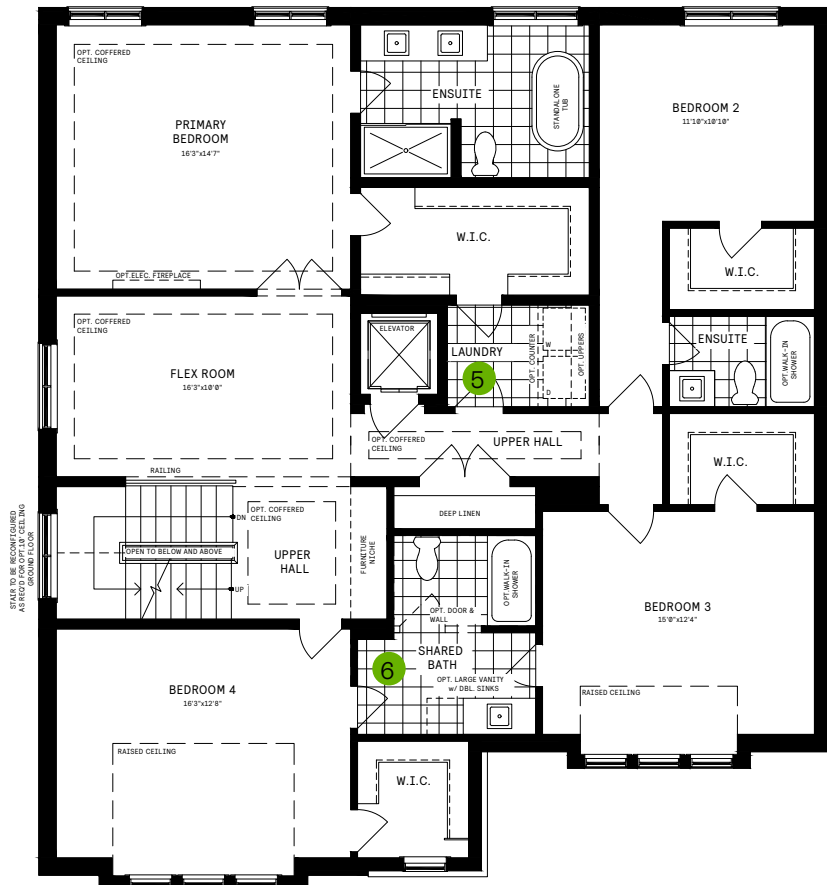 OPT. COFFERED
CEILING
PRIMARY
BEDROOM
16'3"x14'7"
OPT.ELEC. FIREPLACE
ENSUITE
STANDALONE
TUB
BEDROOM 2
11'10"x10'10"
W.I.C.
W.I.C.
OPT. COFFERED
CEILING
FLEX ROOM
16'3"x10'0"
ELEVATOR
LAUNDRY
5
OPT. COUNTER
W
D
OPT. UPPERS
ENSUITE
OPT.WALK-IN
SHOWER
OPT. COFFERED
CEILING
UPPER HALL
W.I.C.
RAILING
DEEP LINEN
STAIR TO BE RECONFIGURED
AS REQ'D FOR OPT.10' CEILING
GROUND FLOOR
DN
OPEN TO BELOW AND ABOVE
UP
OPT. COFFERED
CEILING
UPPER
HALL
FURNITURE
NICHE
OPT.WALK-IN
SHOWER
OPT. DOOR &
WALL
SHARED
BATH
6
OPT. LARGE VANITY
w/ DBL. SINKS
BEDROOM 3
15'0"x12'4"
RAISED CEILING
BEDROOM 4
16'3"x12'8"
RAISED CEILING
W.I.C.